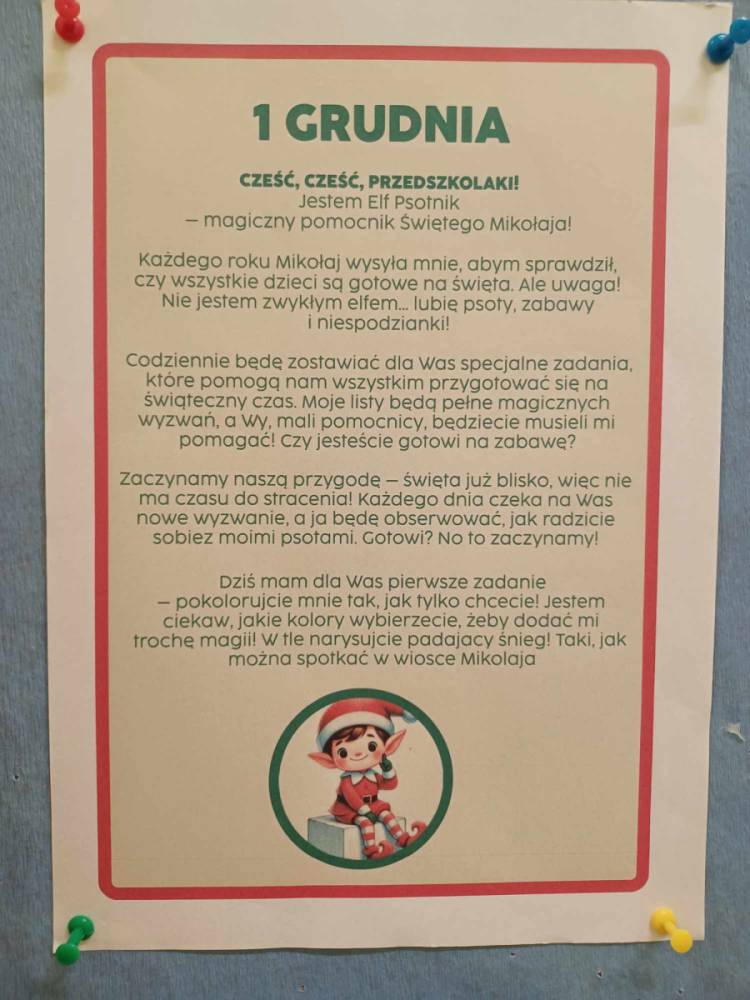 1 GRUDNIA
CZEŚĆ, CZEŚĆ, PRZEDSZKOLAKI!
Jestem Elf Psotnik
– magiczny pomocnik Świętego Mikołaja!
Każdego roku Mikołaj wysyła mnie, abym sprawdził,
czy wszystkie dzieci są gotowe na święta. Ale uwaga!
Nie jestem zwykłym elfem... lubię psoty, zabawy
i niespodzianki!
Codziennie będę zostawiać dla Was specjalne zadania,
które pomogą nam wszystkim przygotować się na
świąteczny czas. Moje listy będą pełne magicznych
wyzwań, a Wy, mali pomocnicy, będziecie musieli mi
pomagać! Czy jesteście gotowi na zabawę?
Zaczynamy naszą przygodę – święta już blisko, więc nie
ma czasu do stracenia! Każdego dnia czeka na Was
nowe wyzwanie, a ja będę obserwować, jak radzicie
sobiez moimi psotami. Gotowi? No to zaczynamy!
Dziś mam dla Was pierwsze zadanie
– pokolorujcie mnie tak, jak tylko chcecie! Jestem
ciekaw, jakie kolory wybierzecie, żeby dodać mi
trochę magii! W tle narysujcie padajacy śnieg! Taki, jak
można spotkać w wiosce Mikolaja